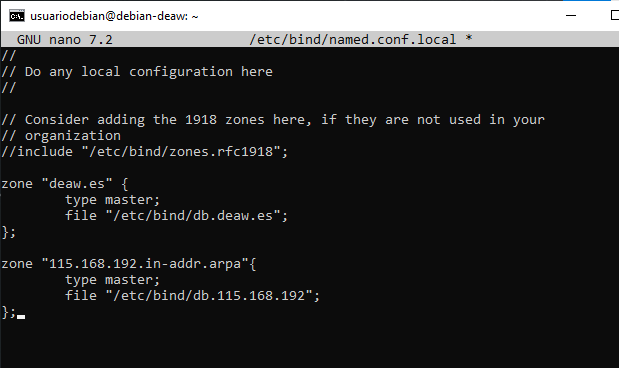 usuariodebian@debian-deaw: ~
GNU nano 7.2 /etc/bind/named.conf.local *
//
// Do any local configuration here
//
// Consider adding the 1918 zones here, if they are not used in your
// organization
//include "/etc/bind/zones.rfc1918";
zone "deaw.es" {
type master;
file "/etc/bind/db.deaw.es";
};
zone "115.168.192.in-addr.arpa"{
type master;
file "/etc/bind/db.115.168.192";
};